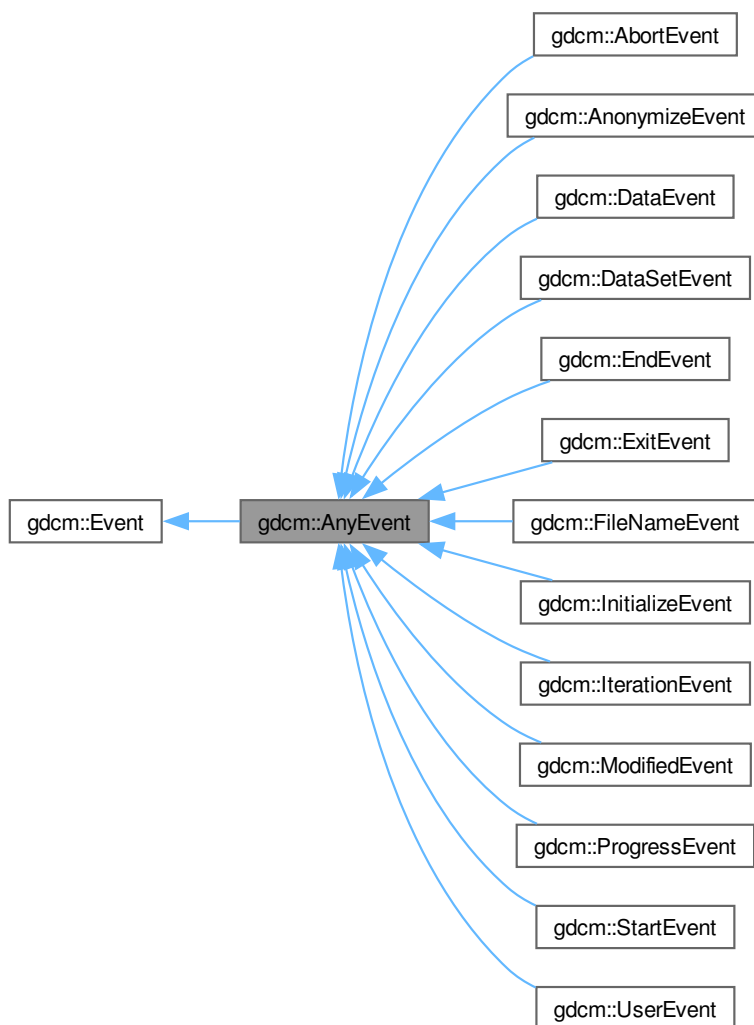 gdcm::AbortEvent
gdcm::AnonymizeEvent
gdcm::DataEvent
gdcm::DataSetEvent
gdcm::EndEvent
gdcm::ExitEvent
gdcm::Event
gdcm::AnyEvent
gdcm::FileNameEvent
gdcm::InitializeEvent
gdcm::IterationEvent
gdcm::ModifiedEvent
gdcm::ProgressEvent
gdcm::StartEvent
gdcm::UserEvent